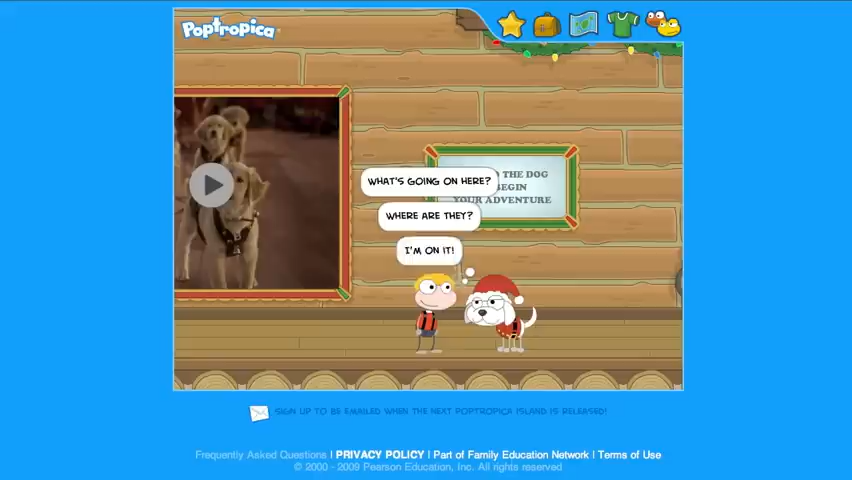 Poptropica
THE DOG
BEGIN
YOUR ADVENTURE
WHAT'S GOING ON HERE?
WHERE ARE THEY?
I'M ON IT!
SIGN UP TO BE EMAILED WHEN THE NEXT POPTROPICA ISLAND IS RELEASED!
Frequently Asked Questions | PRIVACY POLICY | Part of Family Education Network | Terms of Use
© 2000 - 2009 Pearson Education, Inc. All rights reserved